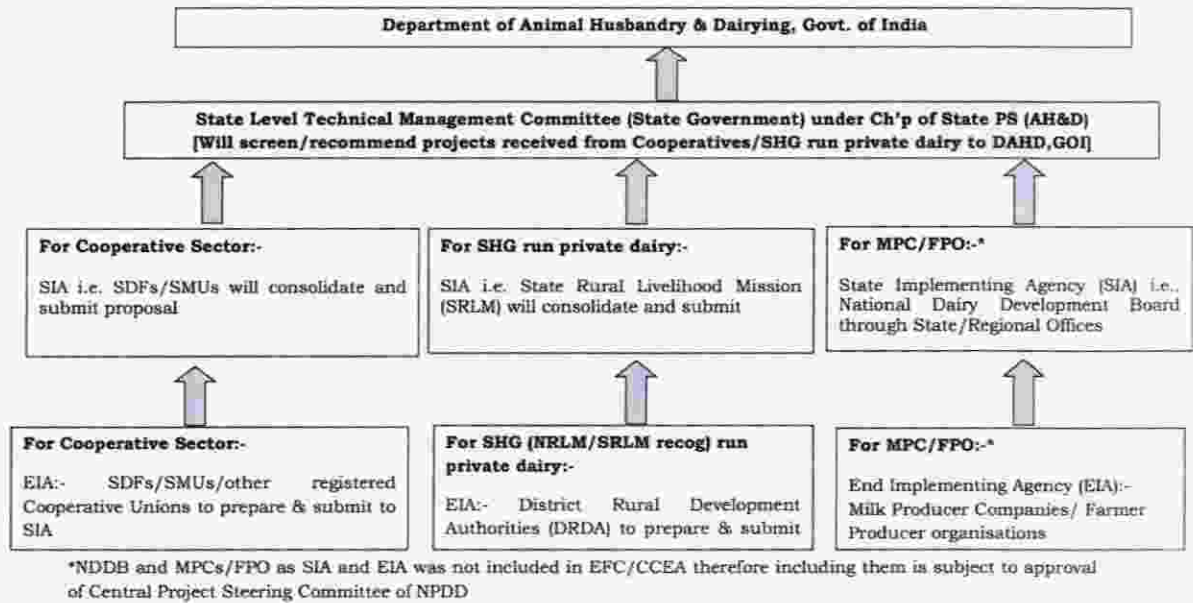 Department of Animal Husbandry & Dairying, Govt. of India
State Level Technical Management Committee (State Government) under Ch'p of State PS (AH&D)
[Will screen/recommend projects received from Cooperatives/SHG run private dairy to DAHD,GOI]
For Cooperative Sector:-
SIA i.e. SDFs/SMUs will consolidate and
submit proposal
For SHG run private dairy:-
SIA i.e. State Rural Livelihood Mission
(SRLM) will consolidate and submit
For MPC/FPO:-*
State Implementing Agency (SIA) i.e.,
National Dairy Development Board
through State/Regional Offices
For Cooperative Sector:-
EIA:- SDFs/SMUs/other registered
Cooperative Unions to prepare & submit to
SIA
For SHG (NRLM/SRLM recog) run
private dairy:-
EIA:- District Rural Development
Authorities (DRDA) to prepare & submit
For MPC/FPO:-*
End Implementing Agency (EIA):-
Milk Producer Companies/ Farmer
Producer organisations
*NDDB and MPCs/FPO as SIA and EIA was not included in EFC/CCEA therefore including them is subject to approval
of Central Project Steering Committee of NPDD